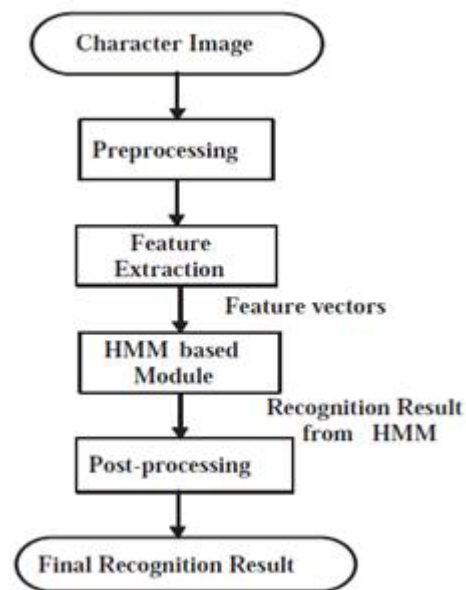 Character Image
Preprocessing
Feature
Extraction
Feature vectors
HMM based
Module
Recognition Result
from HMM
Post-processing
Final Recognition Result